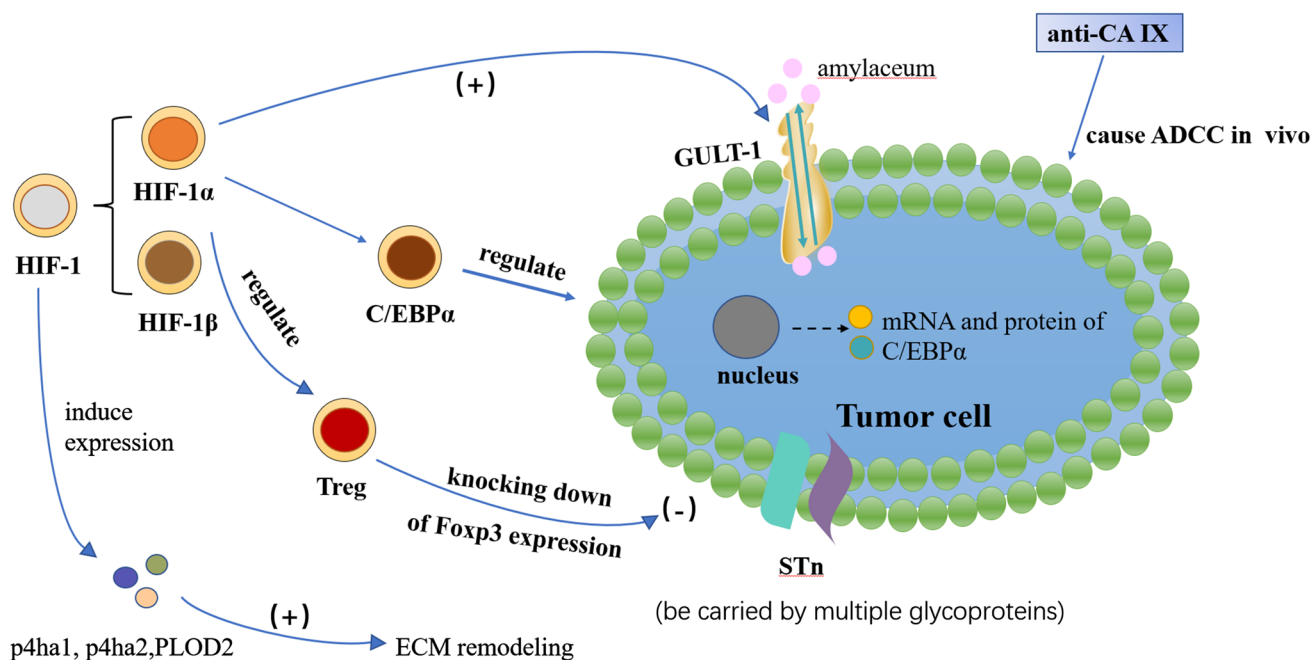 anti-CA IX
(+)
amylaceum
cause ADCC in vivo
GULT-1
HIF-1α
HIF-1
HIF-1β
regulate
C/EBPα
regulate
mRNA and protein of
C/EBPα
nucleus
Tumor cell
induce
expression
Treg
knocking down
of Foxp3 expression
(-)
STn
(be carried by multiple glycoproteins)
(+)
p4ha1, p4ha2,PLOD2
ECM remodeling